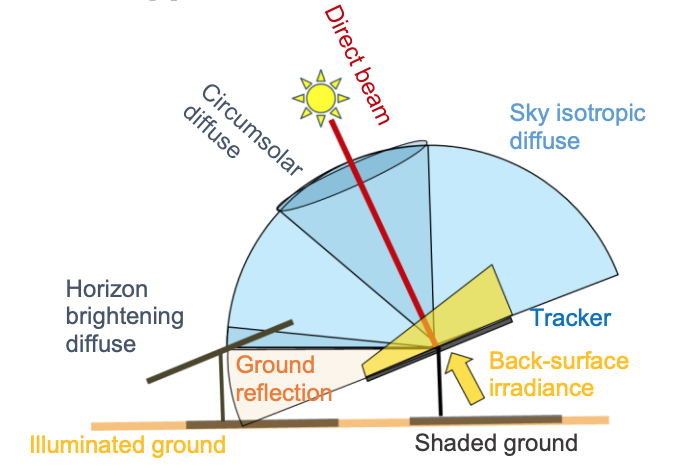 Direct beam
Circumsolar
diffuse
Sky isotropic
diffuse
Horizon
brightening
diffuse
Tracker
Ground
reflection
Back-surface
irradiance
Illuminated ground
Shaded ground